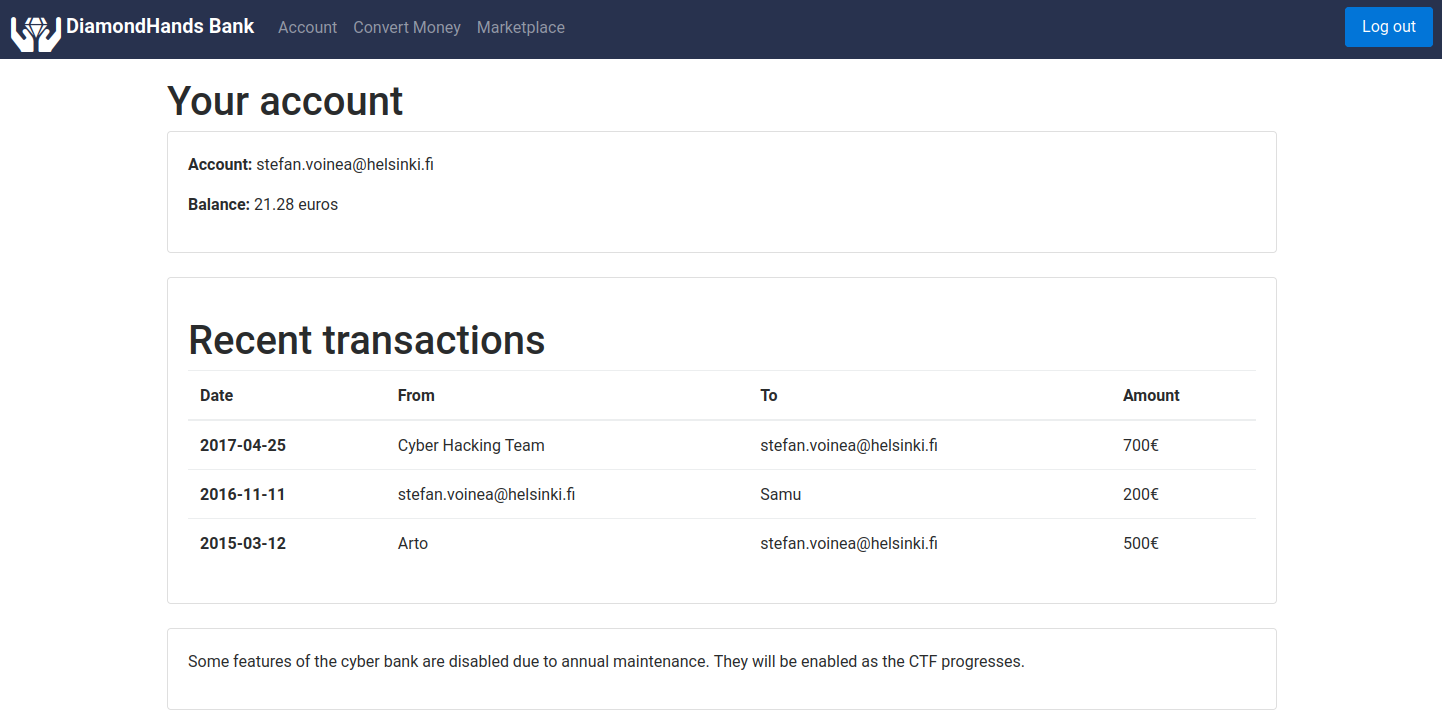 DiamondHands Bank Account Convert Money Marketplace Log out
Your account
Account: stefan.voinea@helsinki.fi
Balance: 21.28 euros
Recent transactions
Date From To Amount
2017-04-25 Cyber Hacking Team stefan.voinea@helsinki.fi 700€
2016-11-11 stefan.voinea@helsinki.fi Samu 200€
2015-03-12 Arto stefan.voinea@helsinki.fi 500€
Some features of the cyber bank are disabled due to annual maintenance. They will be enabled as the CTF progresses.